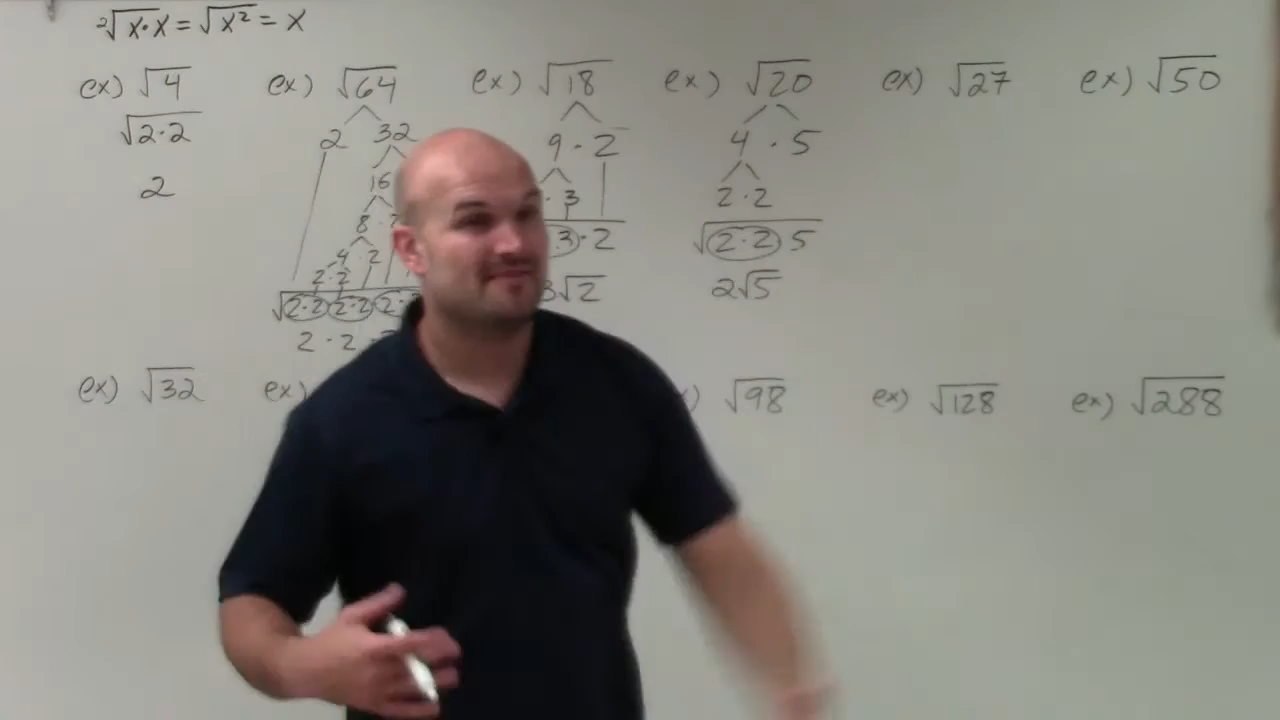 ²√x·x = √x² = x
ex) √4 ex) √64 ex) √18 ex) √20 ex) √27 ex) √50
√2·2 2 32 9 · 2 4 · 5
2 16 · 3 2 · 2
8 3 · 2 √2·2 5
4 · 2 3√2 2√5
2 · 2
√2·2 2·2 2·
2 · 2
ex) √32 ex) √98 ex) √128 ex) √288